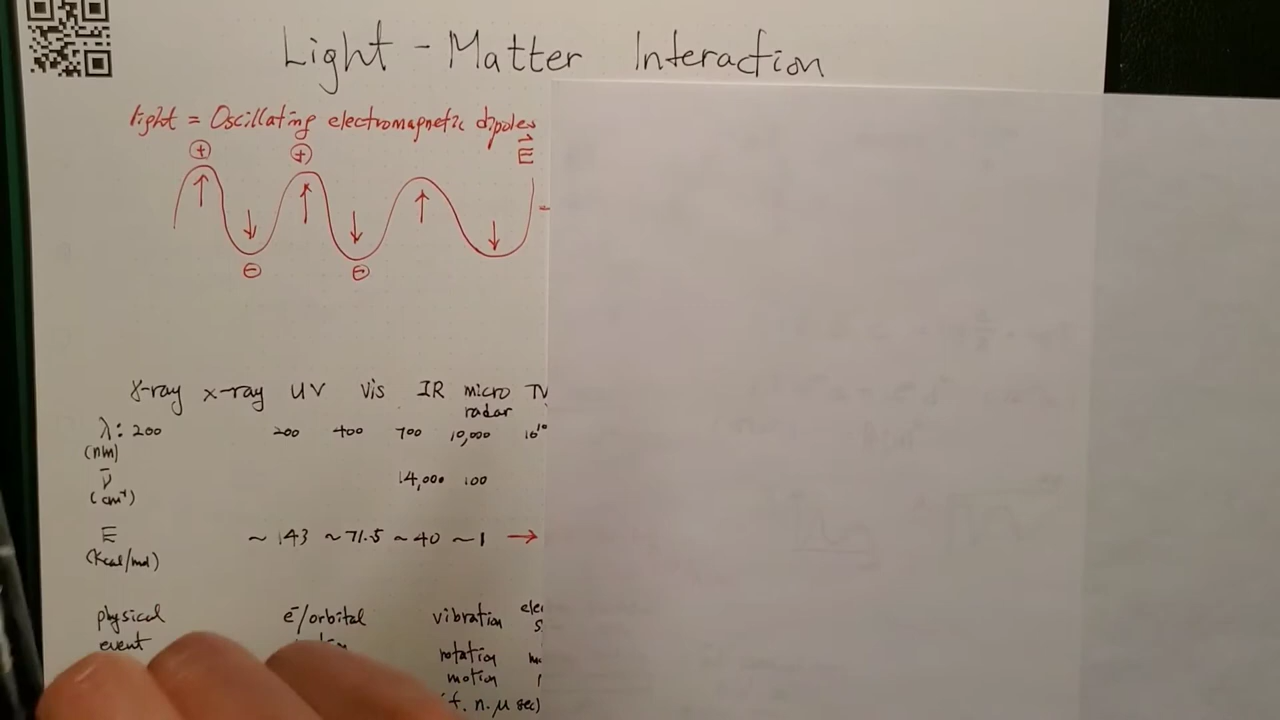 Light - Matter Interaction
light = Oscillating electromagnetic dipoles
E
+ +
- -
γ-ray x-ray UV Vis IR micro TV
radar
λ: 200 200 400 700 10,000 10¹⁰
(nm)
ν̄ 14,000 100
(cm⁻¹)
E ~143 ~71.5 ~40 ~1 →
(Kcal/mol)
physical e⁻/orbital vibration
event rotation
motion
f. n. μ sec)